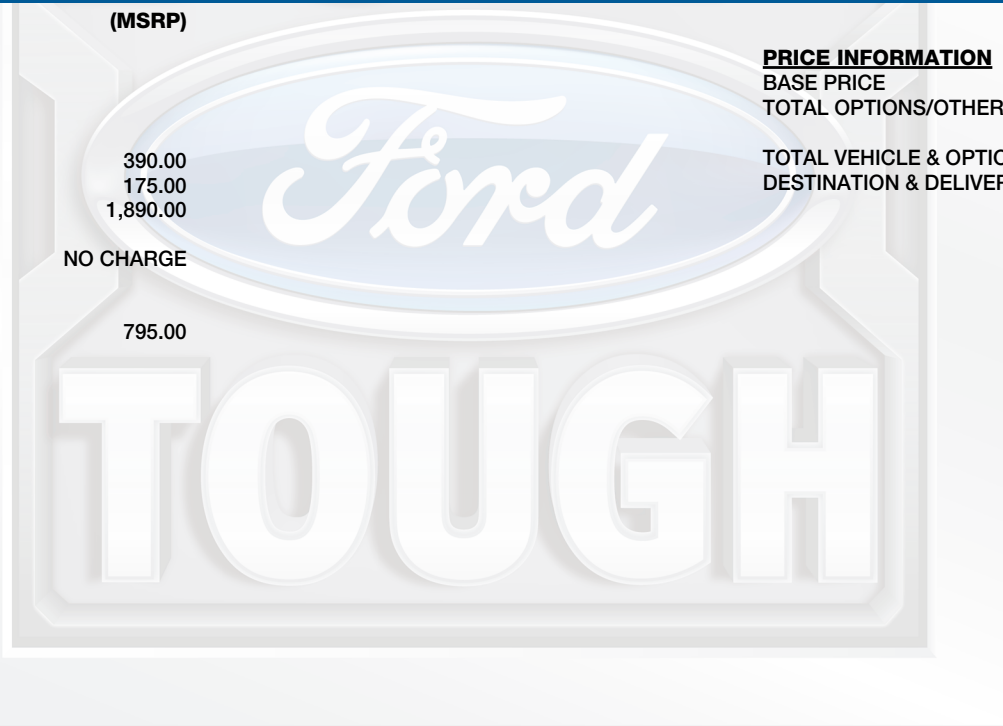 (MSRP)
390.00
175.00
1,890.00
NO CHARGE
795.00
PRICE INFORMATION
BASE PRICE
TOTAL OPTIONS/OTHER
TOTAL VEHICLE & OPTIO
DESTINATION & DELIVER
Ford
TOUGH